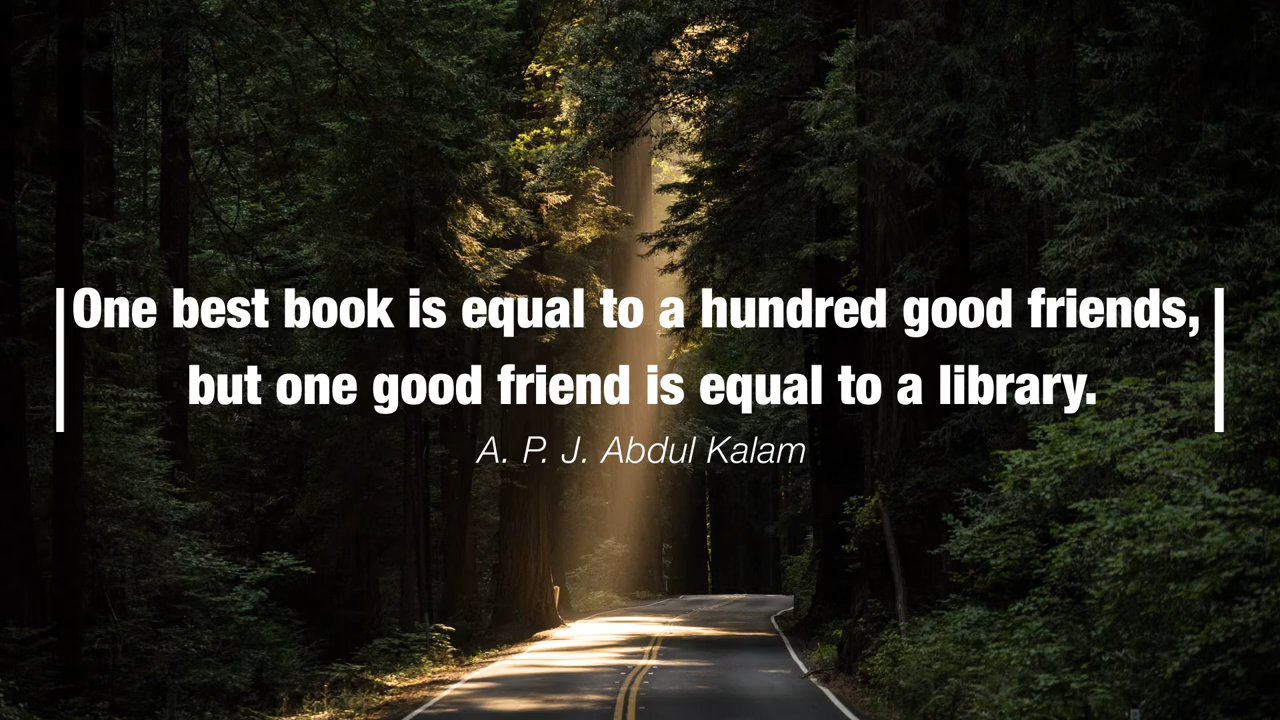 One best book is equal to a hundred good friends,
but one good friend is equal to a library.
A. P. J. Abdul Kalam